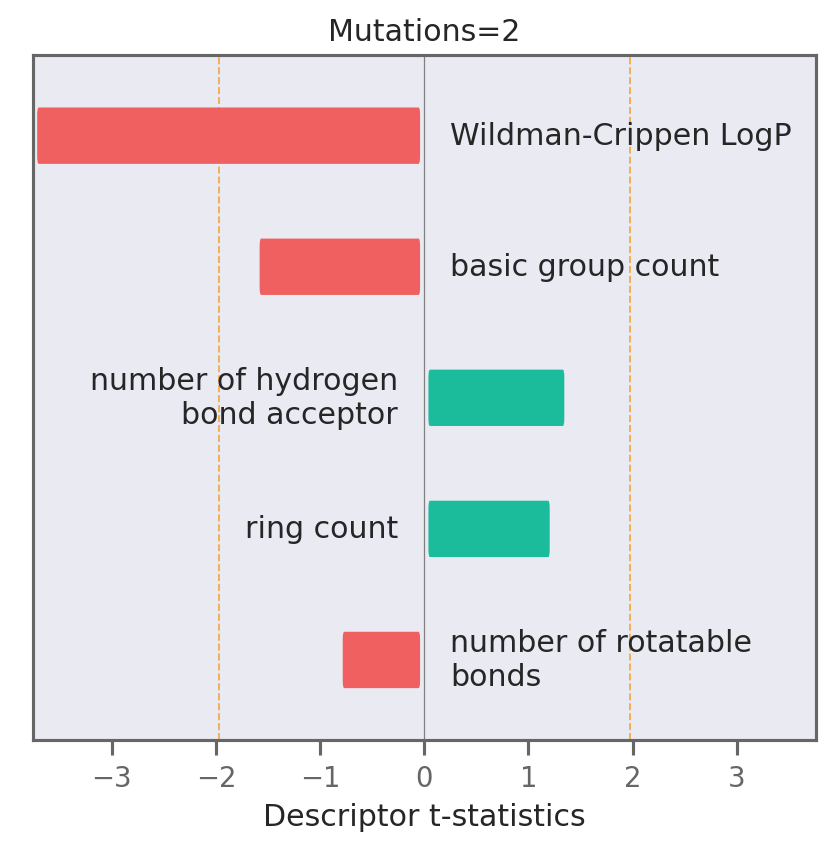 Mutations=2
Wildman-Crippen LogP
basic group count
number of hydrogen
bond acceptor
ring count
number of rotatable
bonds
−3 −2 −1 0 1 2 3
Descriptor t-statistics